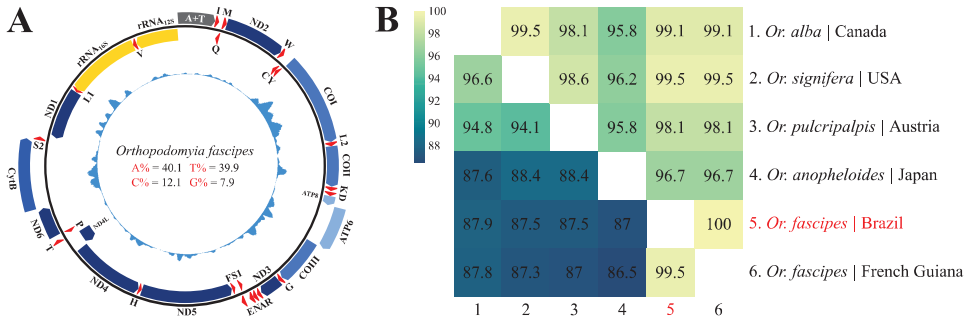 A
A+T
I M
ND2
Q
W
CY
COI
L2
COII
KD
ATP8
ATP6
COIII
G
ND3
ENAR
FS1
ND5
H
ND4
ND4L
P
T
ND6
CytB
S2
ND1
L1
rRNA16S
V
rRNA12S
Orthopodomyia fascipes
A% = 40.1 T% = 39.9
C% = 12.1 G% = 7.9
B
100
98
96
94
92
90
88
99.5 98.1 95.8 99.1 99.1 1. Or. alba | Canada
96.6 98.6 96.2 99.5 99.5 2. Or. signifera | USA
94.8 94.1 95.8 98.1 98.1 3. Or. pulcripalpis | Austria
87.6 88.4 88.4 96.7 96.7 4. Or. anopheloides | Japan
87.9 87.5 87.5 87 100 5. Or. fascipes | Brazil
87.8 87.3 87 86.5 99.5 6. Or. fascipes | French Guiana
1 2 3 4 5 6